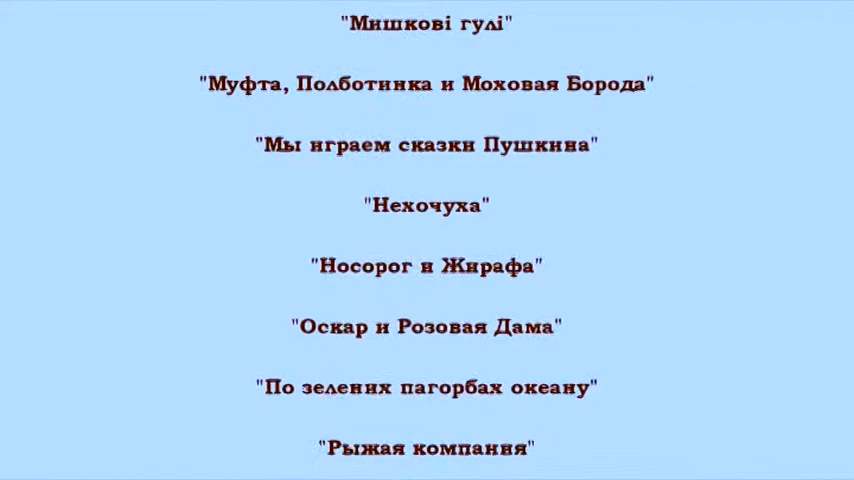 "Мишкові гулі"
"Муфта, Полботинка и Моховая Борода"
"Мы играем сказки Пушкина"
"Нехочуха"
"Носорог и Жирафа"
"Оскар и Розовая Дама"
"По зелених пагорбах океану"
"Рыжая компания"